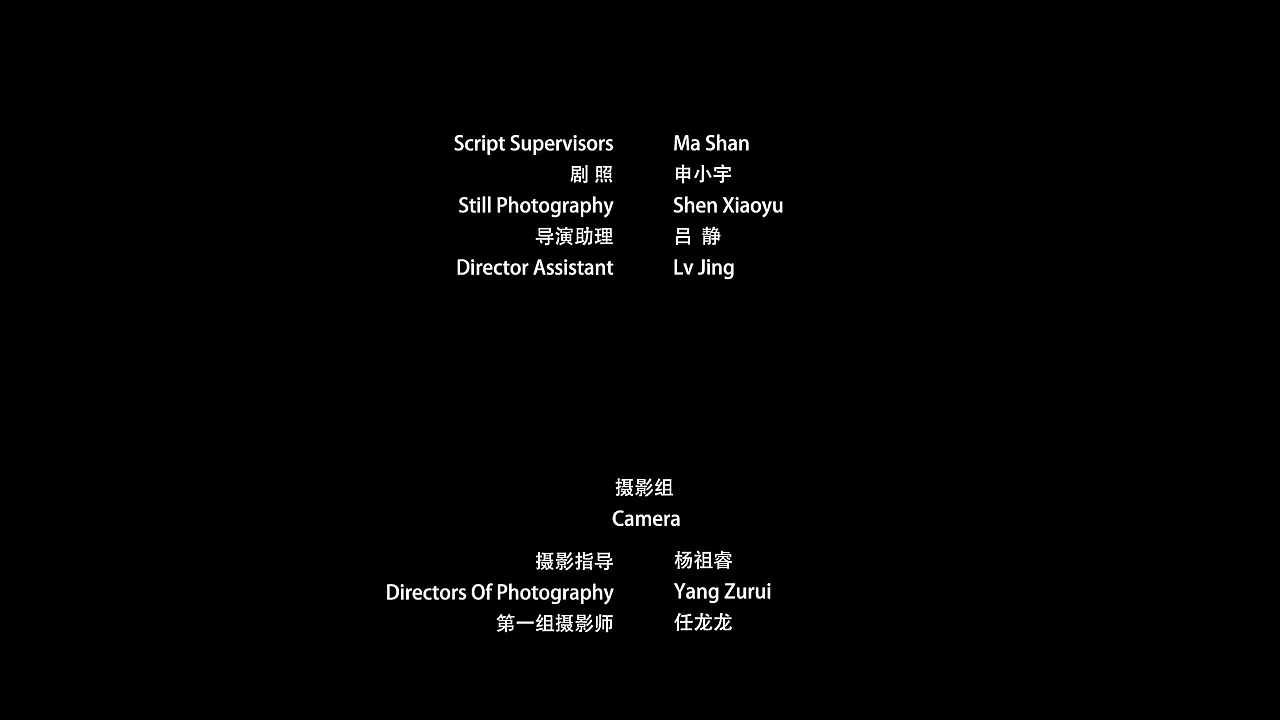 Script Supervisors Ma Shan
剧 照 申小宇
Still Photography Shen Xiaoyu
导演助理 吕 静
Director Assistant Lv Jing
摄影组
Camera
摄影指导 杨祖睿
Directors Of Photography Yang Zurui
第一组摄影师 任龙龙